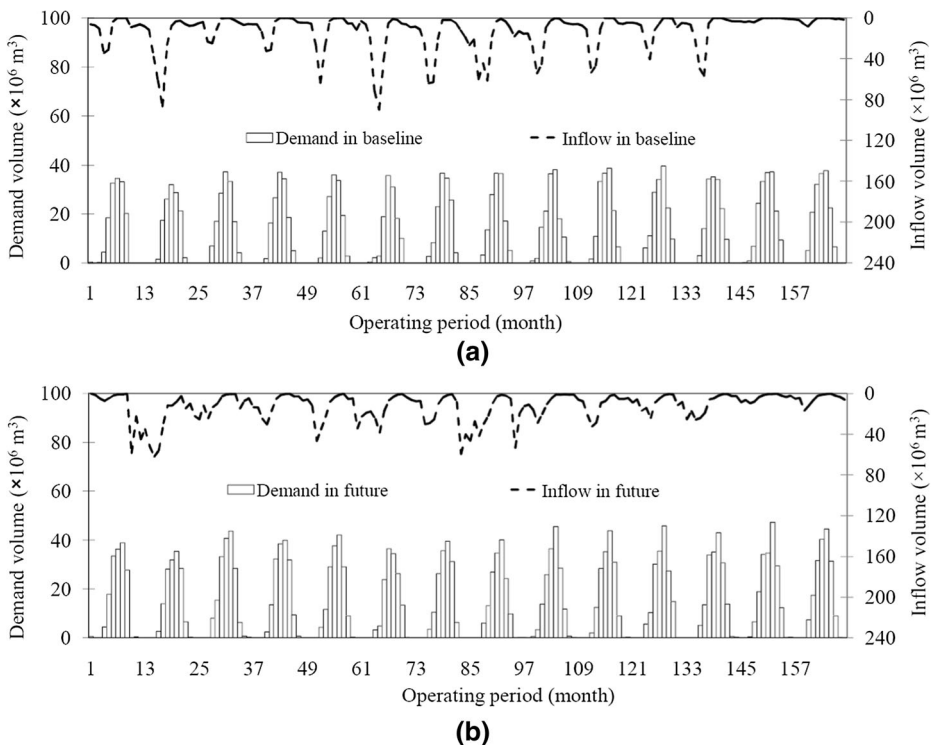 (a)
Demand volume (×10⁶ m³)
100
80
60
40
20
0
Inflow volume (×10⁶ m³)
0
40
80
120
160
200
240
Demand in baseline
Inflow in baseline
1 13 25 37 49 61 73 85 97 109 121 133 145 157
Operating period (month)
(a)
Demand volume (×10⁶ m³)
100
80
60
40
20
0
Inflow volume (×10⁶ m³)
0
40
80
120
160
200
240
Demand in future
Inflow in future
1 13 25 37 49 61 73 85 97 109 121 133 145 157
Operating period (month)
(b)